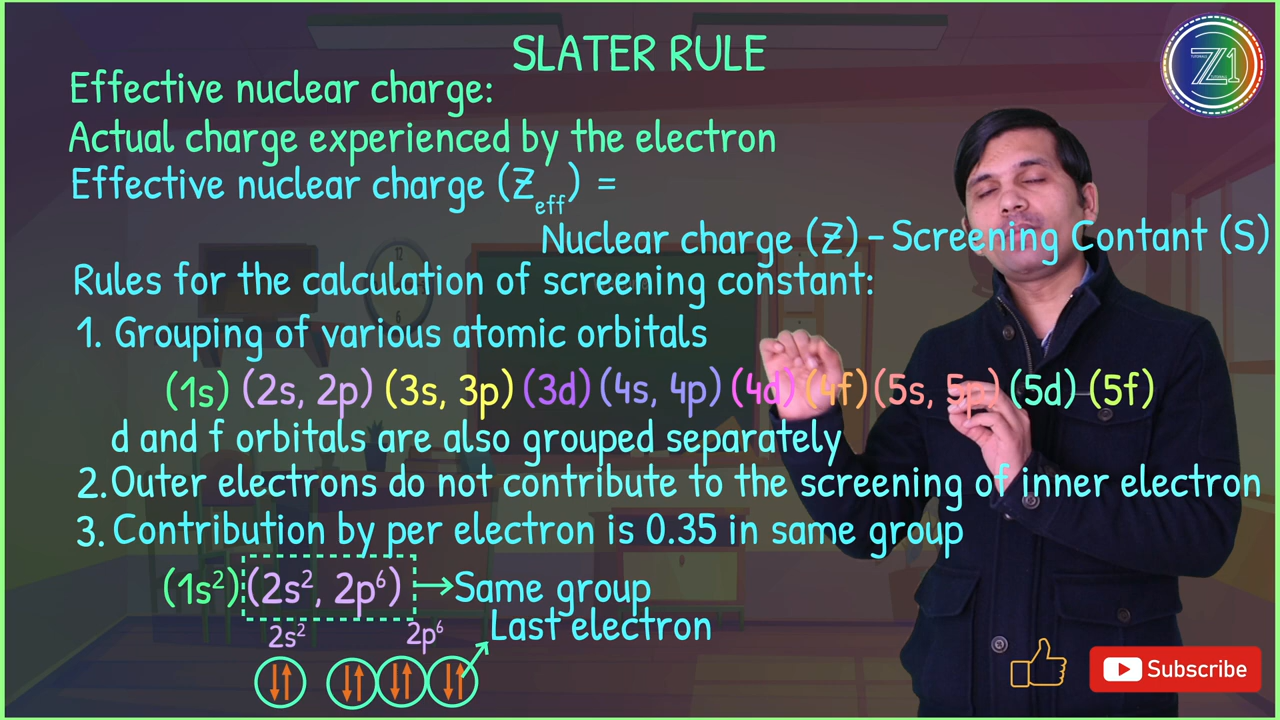 SLATER RULE
Effective nuclear charge:
Actual charge experienced by the electron
Effective nuclear charge (Zeff) =
Nuclear charge (Z) – Screening Contant (S)
Rules for the calculation of screening constant:
1. Grouping of various atomic orbitals
(1s) (2s, 2p) (3s, 3p) (3d) (4s, 4p) (4d) (4f) (5s, 5p) (5d) (5f)
d and f orbitals are also grouped separately
2. Outer electrons do not contribute to the screening of inner electron
3. Contribution by per electron is 0.35 in same group
(1s²) (2s², 2p⁶) → Same group
2s² 2p⁶ Last electron
Z1
Subscribe